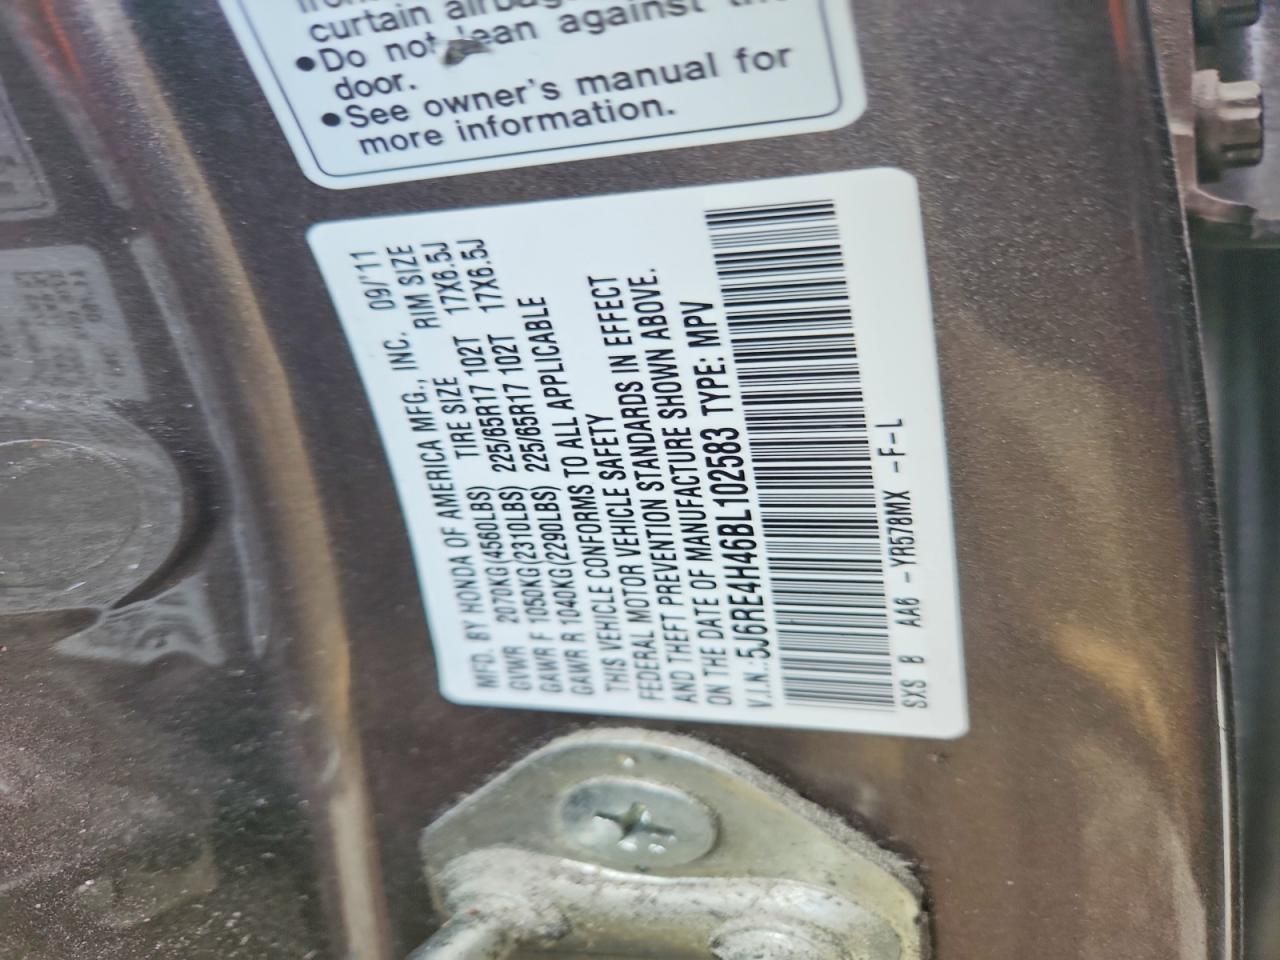 curtain airbag
●Do not lean against the
door.
●See owner's manual for
more information.
MFD. BY HONDA OF AMERICA MFG., INC. 09/'11
GVWR 2070KG(4560LBS) TIRE SIZE RIM SIZE
GAWR F 1050KG(2310LBS) 225/65R17 102T 17X6.5J
GAWR R 1040KG(2290LBS) 225/65R17 102T 17X6.5J
THIS VEHICLE CONFORMS TO ALL APPLICABLE
FEDERAL MOTOR VEHICLE SAFETY
AND THEFT PREVENTION STANDARDS IN EFFECT
ON THE DATE OF MANUFACTURE SHOWN ABOVE.
V.I.N.:5J6RE4H46BL102583 TYPE: MPV
SXS B AA6 -YR578MX -F-L